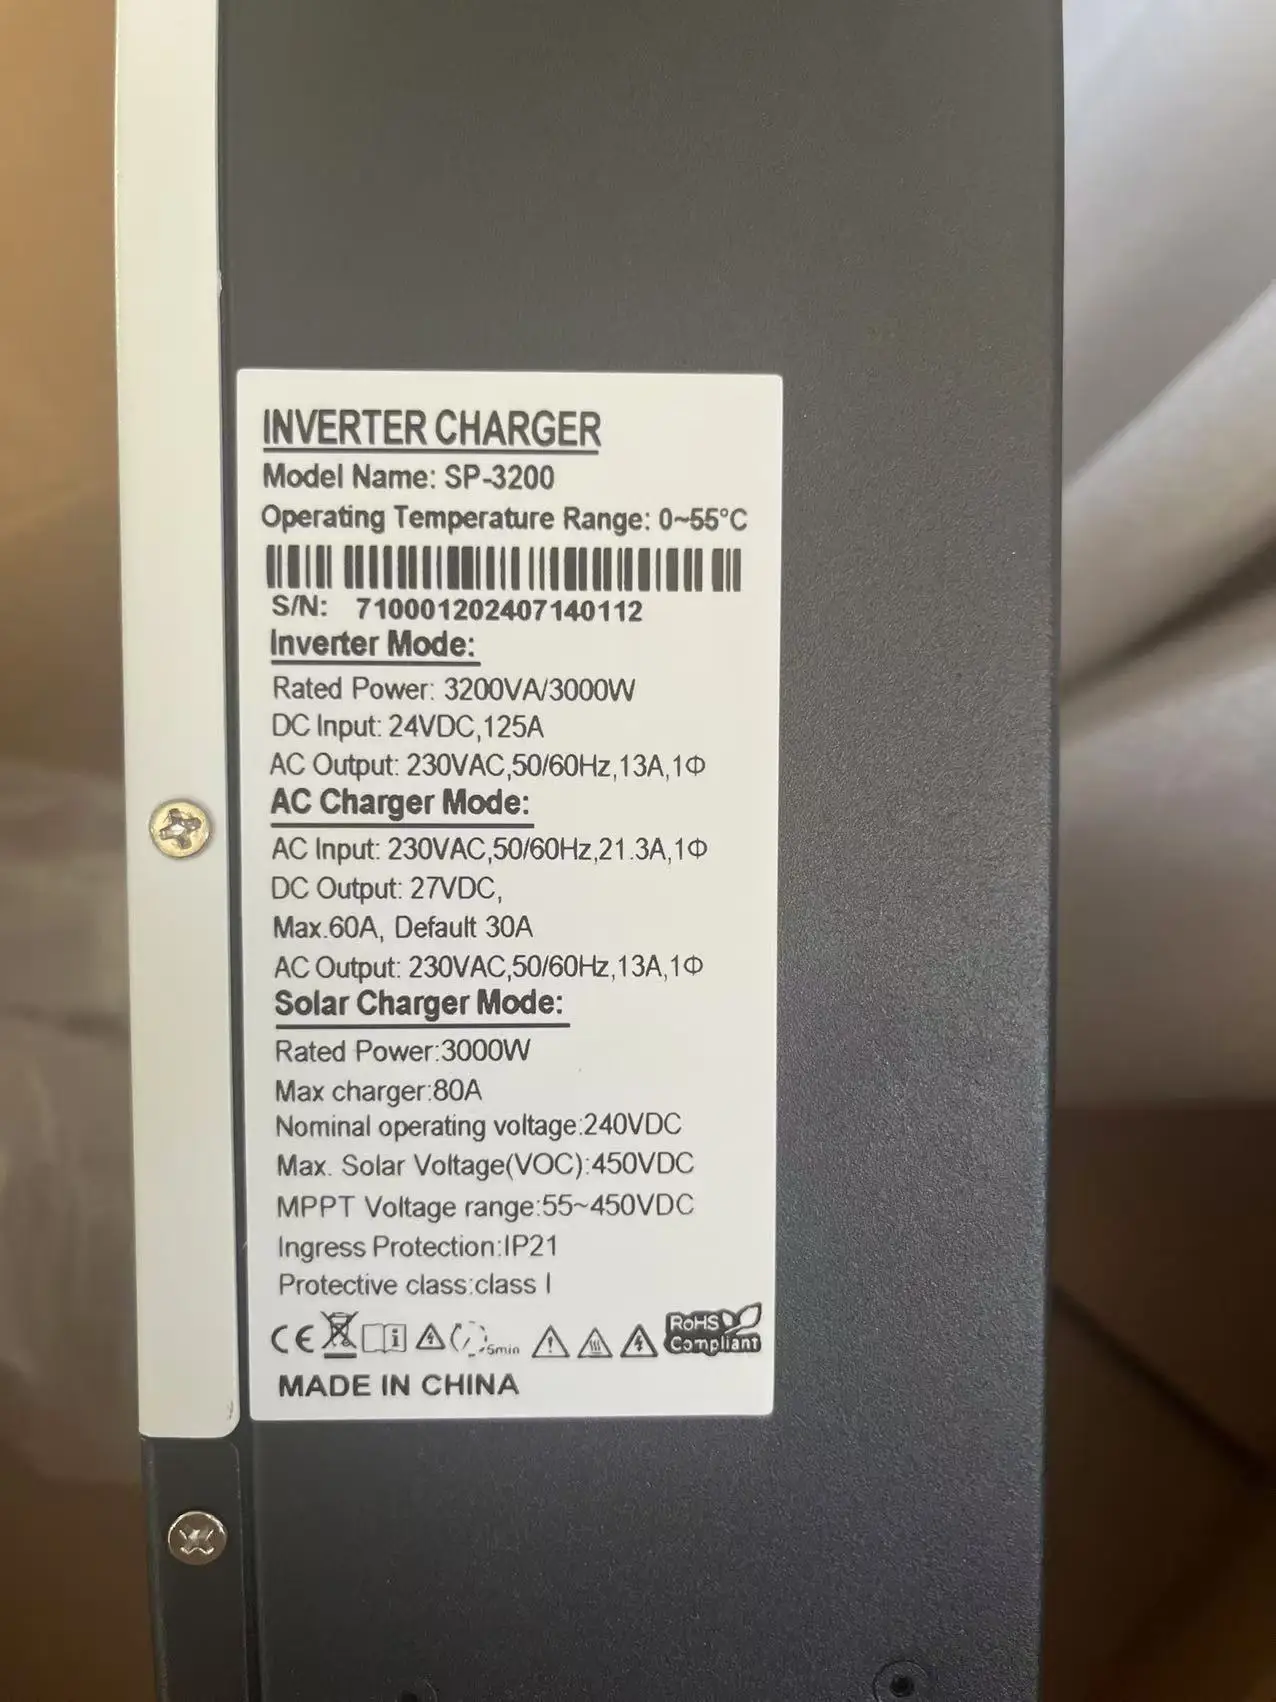 INVERTER CHARGER
Model Name: SP-3200
Operating Temperature Range: 0~55°C
S/N: 710001202407140112
Inverter Mode:
Rated Power: 3200VA/3000W
DC Input: 24VDC,125A
AC Output: 230VAC,50/60Hz,13A,1Φ
AC Charger Mode:
AC Input: 230VAC,50/60Hz,21.3A,1Φ
DC Output: 27VDC,
Max.60A, Default 30A
AC Output: 230VAC,50/60Hz,13A,1Φ
Solar Charger Mode:
Rated Power:3000W
Max charger:80A
Nominal operating voltage:240VDC
Max. Solar Voltage(VOC):450VDC
MPPT Voltage range:55~450VDC
Ingress Protection:IP21
Protective class:class I
CE 5min RoHS
Compliant
MADE IN CHINA